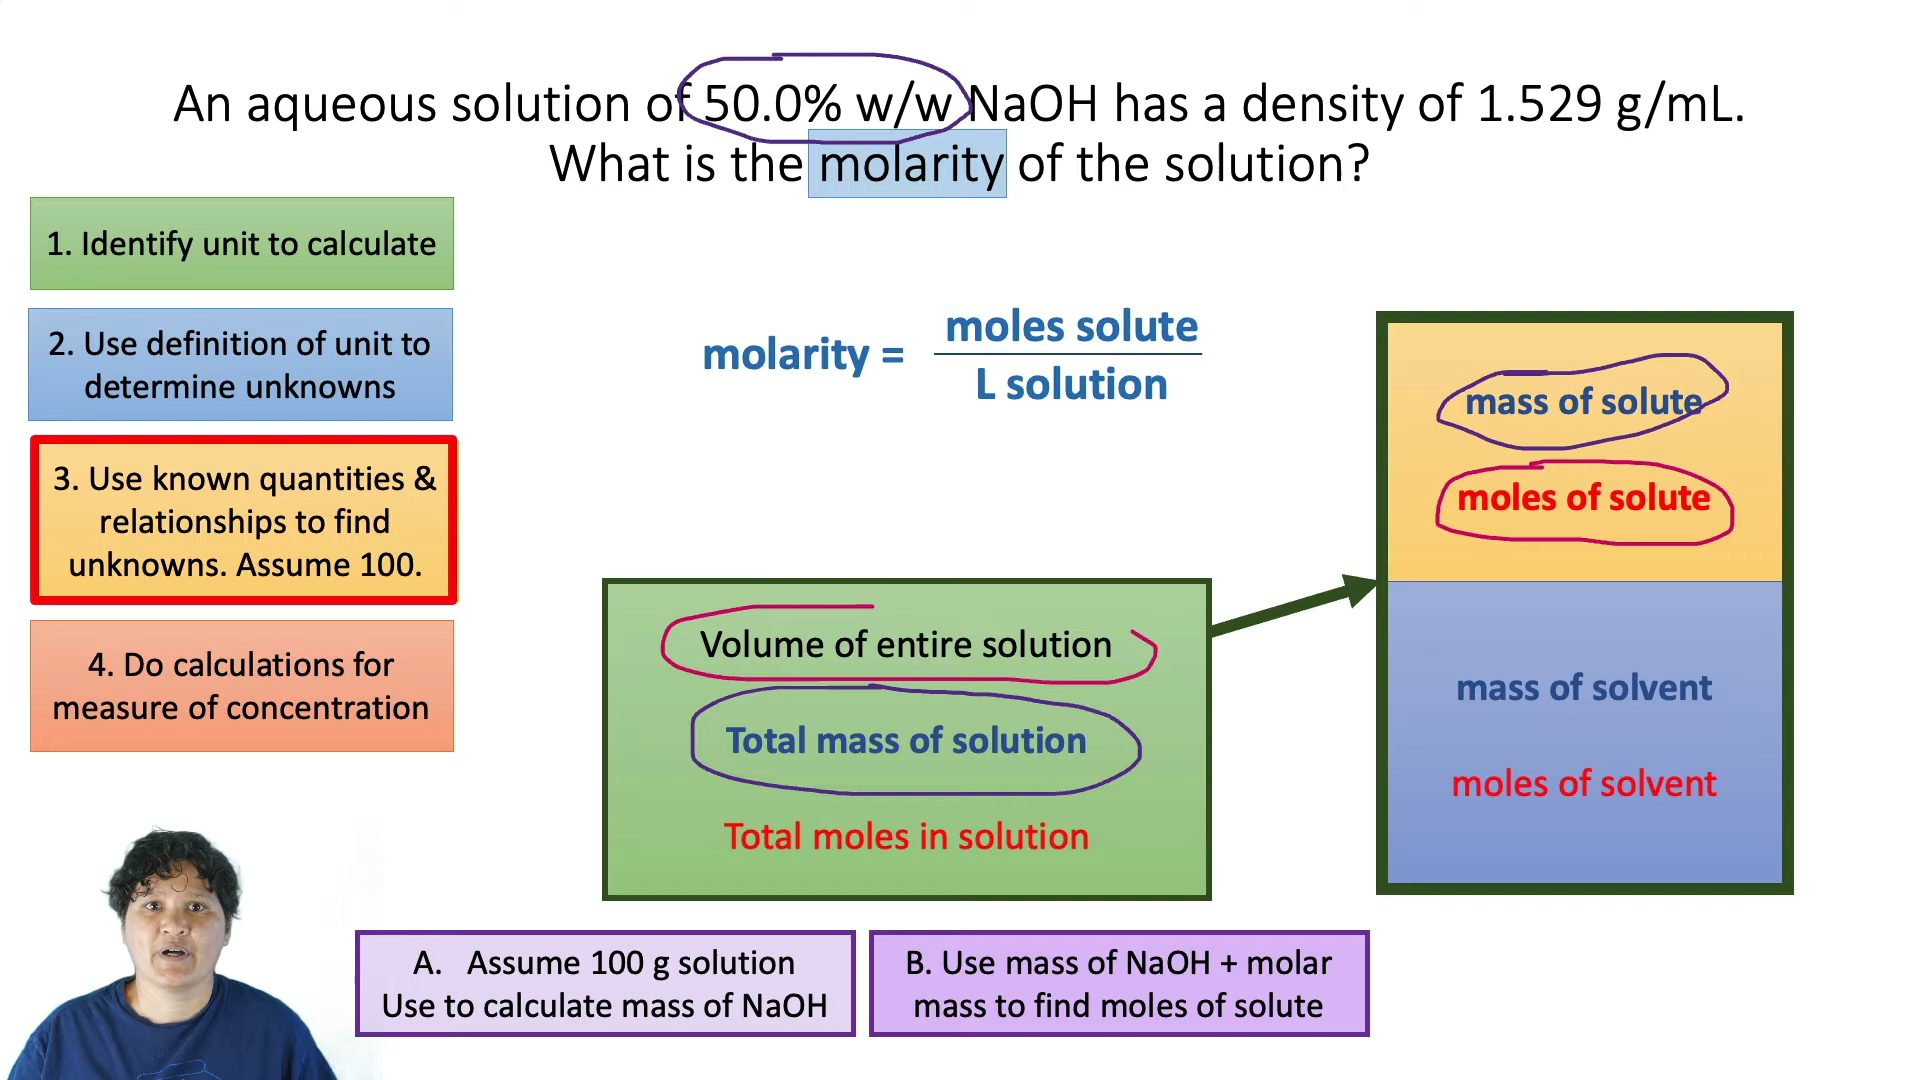 An aqueous solution of 50.0% w/w NaOH has a density of 1.529 g/mL.
What is the molarity of the solution?
1. Identify unit to calculate
2. Use definition of unit to
determine unknowns
3. Use known quantities &
relationships to find
unknowns. Assume 100.
4. Do calculations for
measure of concentration
molarity =
moles solute
L solution
Volume of entire solution
Total mass of solution
Total moles in solution
mass of solute
moles of solute
mass of solvent
moles of solvent
A. Assume 100 g solution
Use to calculate mass of NaOH
B. Use mass of NaOH + molar
mass to find moles of solute